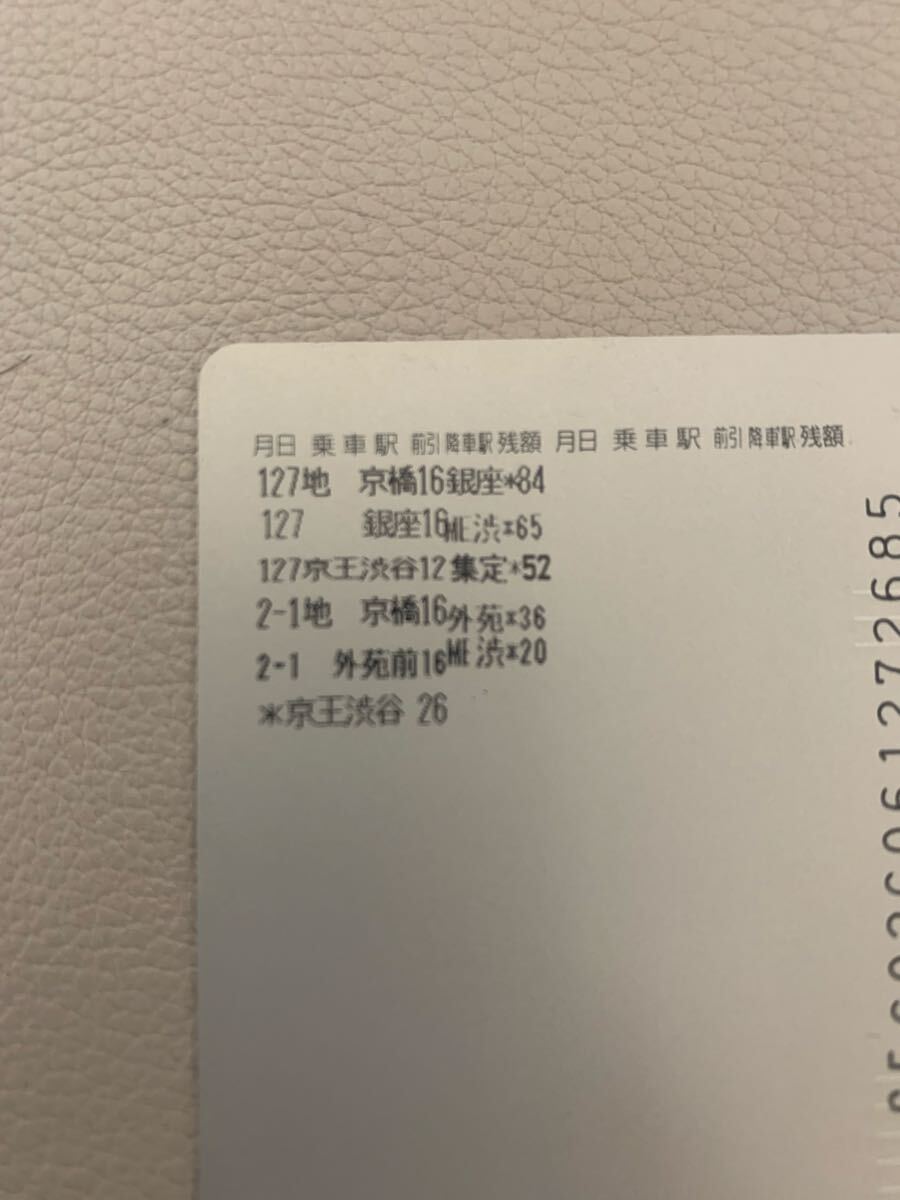 月日 乗車駅 前引 降車駅 残額 月日 乗車駅 前引 降車駅 残額
127地 京橋16銀座*84
127 銀座16ME渋*65
127京王渋谷12集定*52
2-1地 京橋16外苑*36
2-1 外苑前16ME渋*20
*京王渋谷 26
061272685